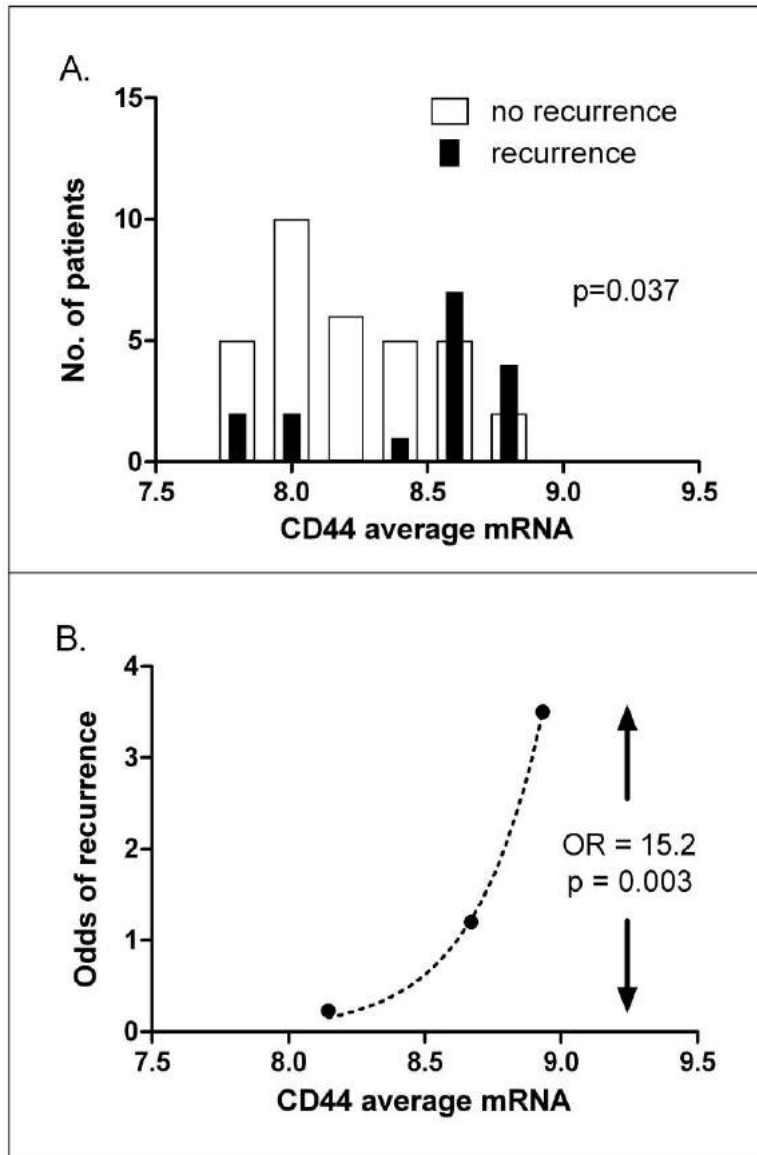 A.
15
no recurrence
recurrence
10
No. of patients
p=0.037
5
0
7.5 8.0 8.5 9.0 9.5
CD44 average mRNA
B.
4
3
Odds of recurrence
2
OR = 15.2
p = 0.003
1
0
7.5 8.0 8.5 9.0 9.5
CD44 average mRNA